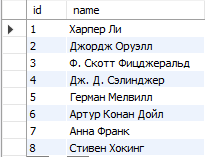 id name
1 Харпер Ли
2 Джордж Оруэлл
3 Ф. Скотт Фицджеральд
4 Дж. Д. Сэлинджер
5 Герман Мелвилл
6 Артур Конан Дойл
7 Анна Франк
8 Стивен Хокинг